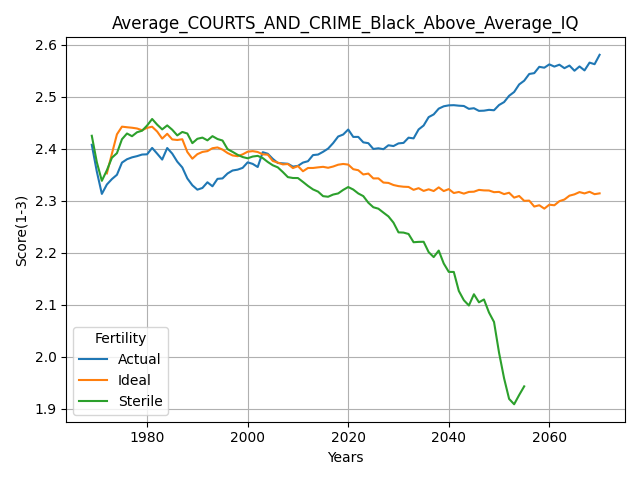 Average_COURTS_AND_CRIME_Black_Above_Average_IQ
2.6
2.5
2.4
2.3
2.2
2.1
2.0
1.9
Score(1-3)
Fertility
Actual
Ideal
Sterile
1980 2000 2020 2040 2060
Years